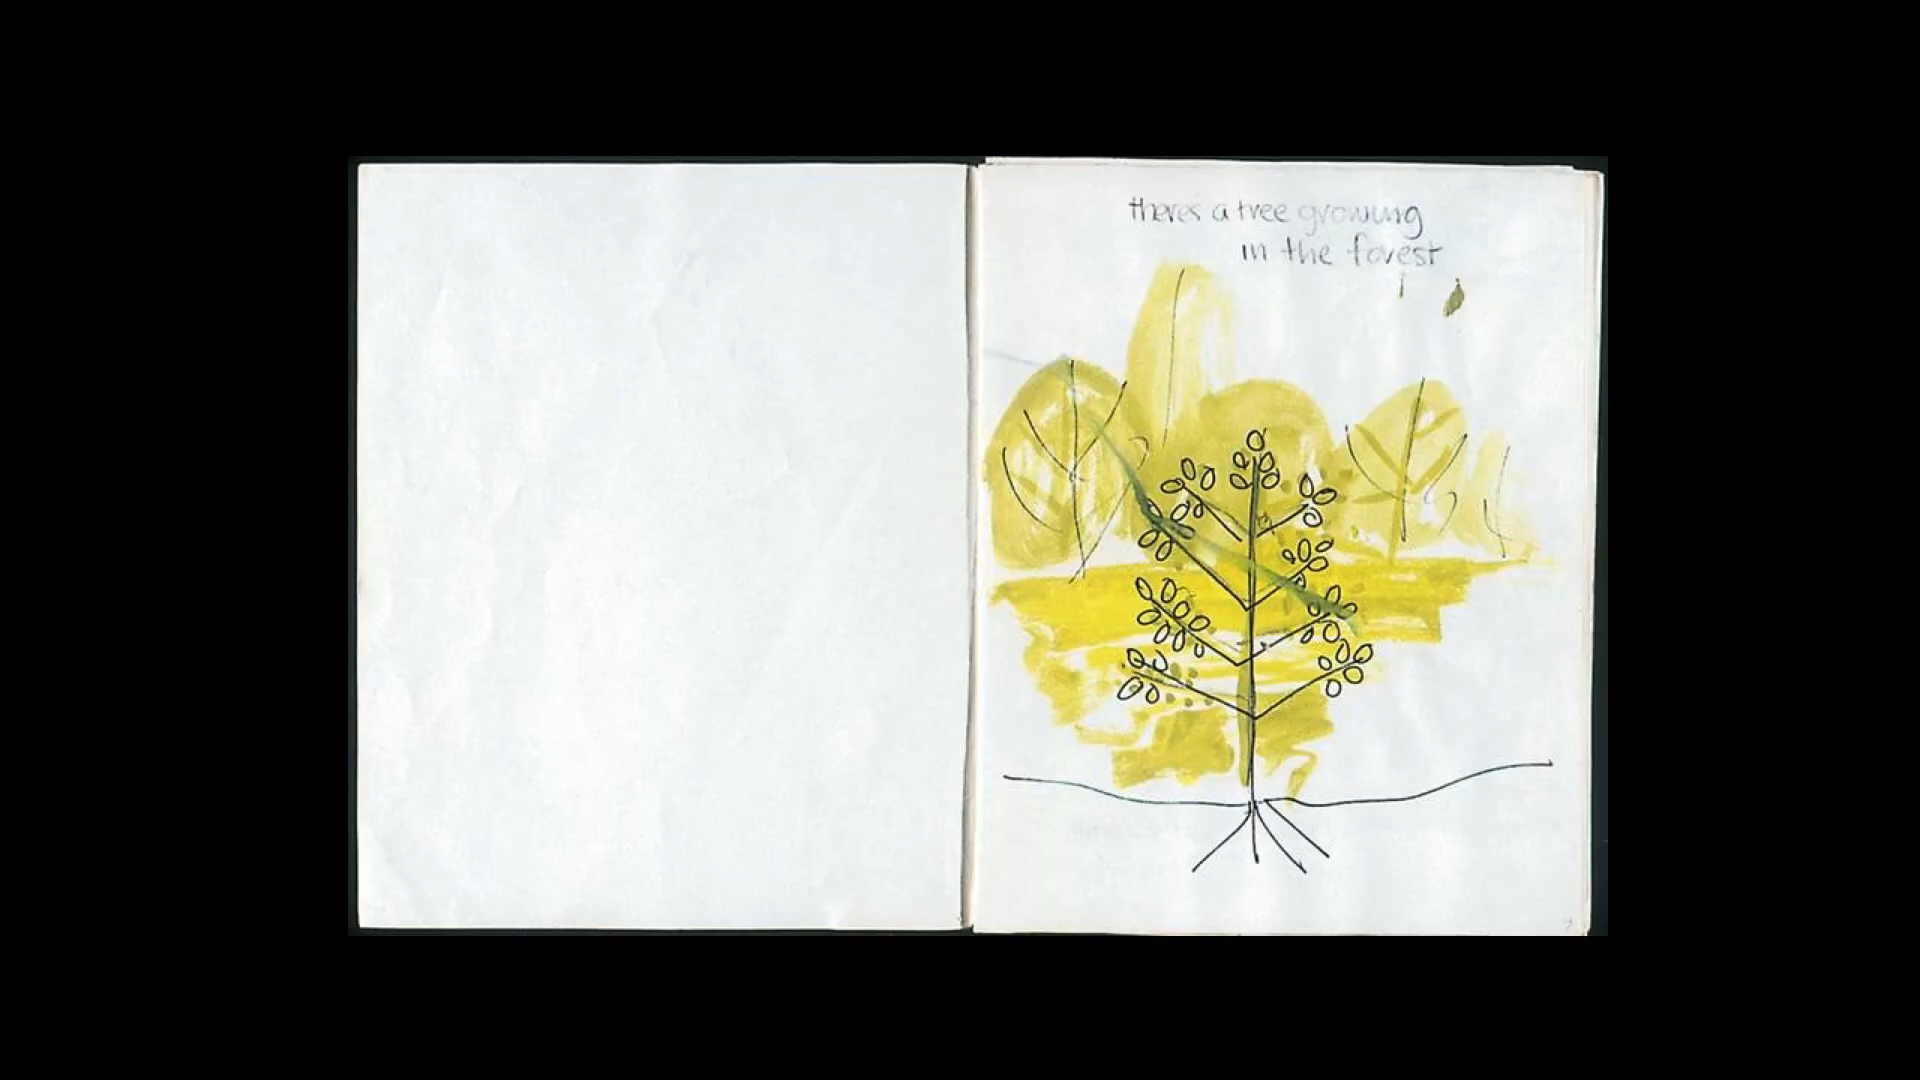 theres a tree growing
in the forest